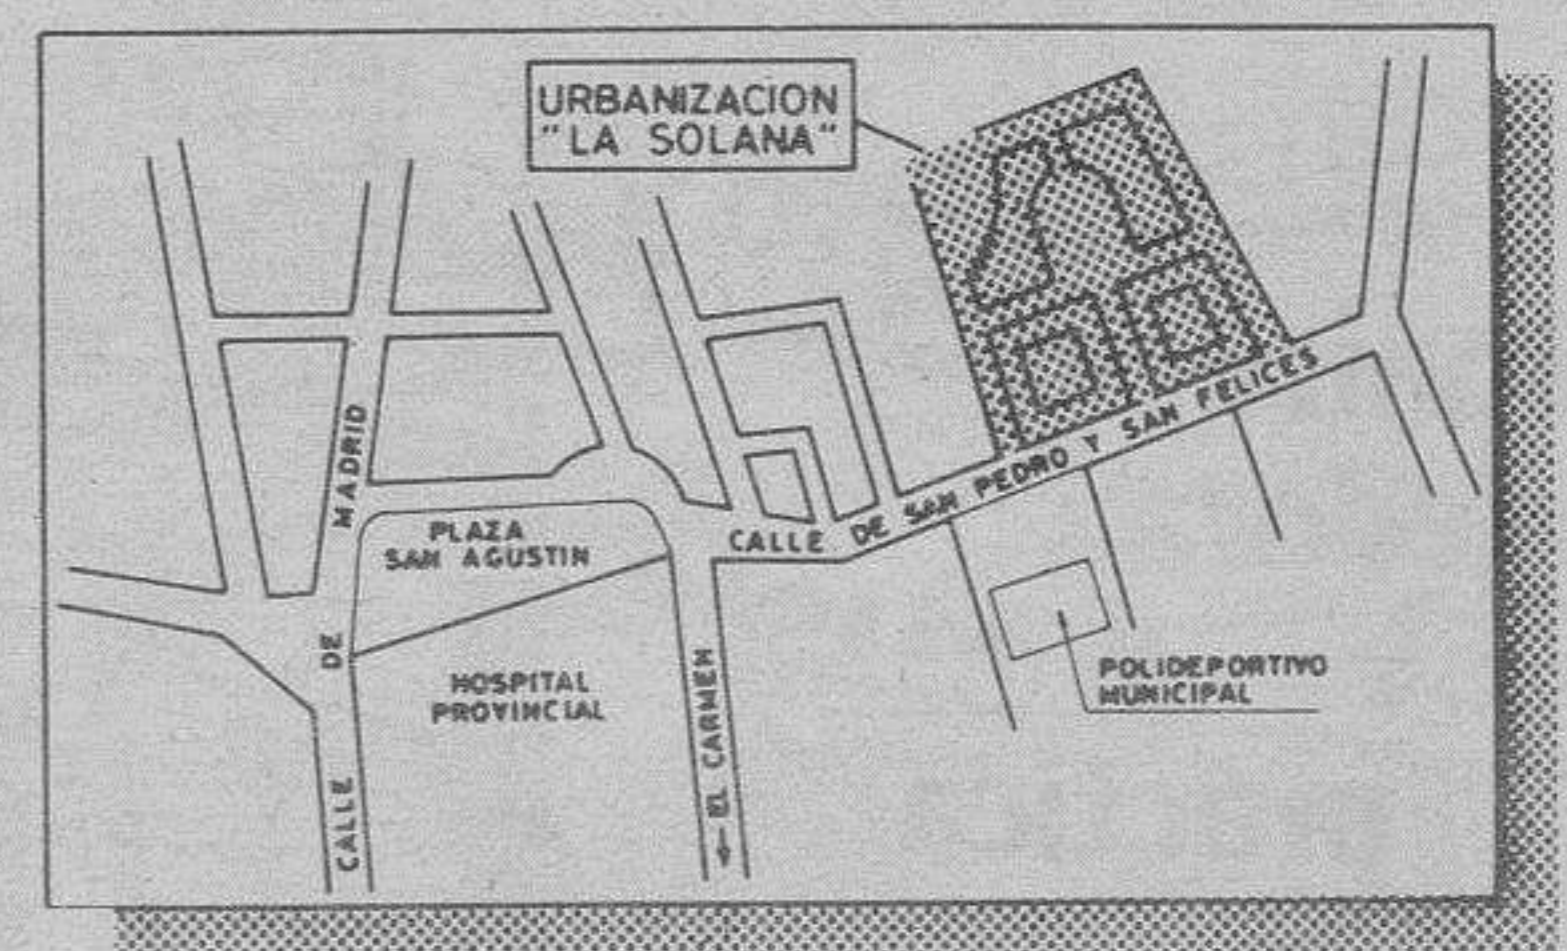 URBANIZACION
"LA SOLANA"
MADRID
DE
CALLE
PLAZA
SAN AGUSTIN
HOSPITAL
PROVINCIAL
EL CARMEN
CALLE DE SAN PEDRO Y SAN FELICES
POLIDEPORTIVO
MUNICIPAL